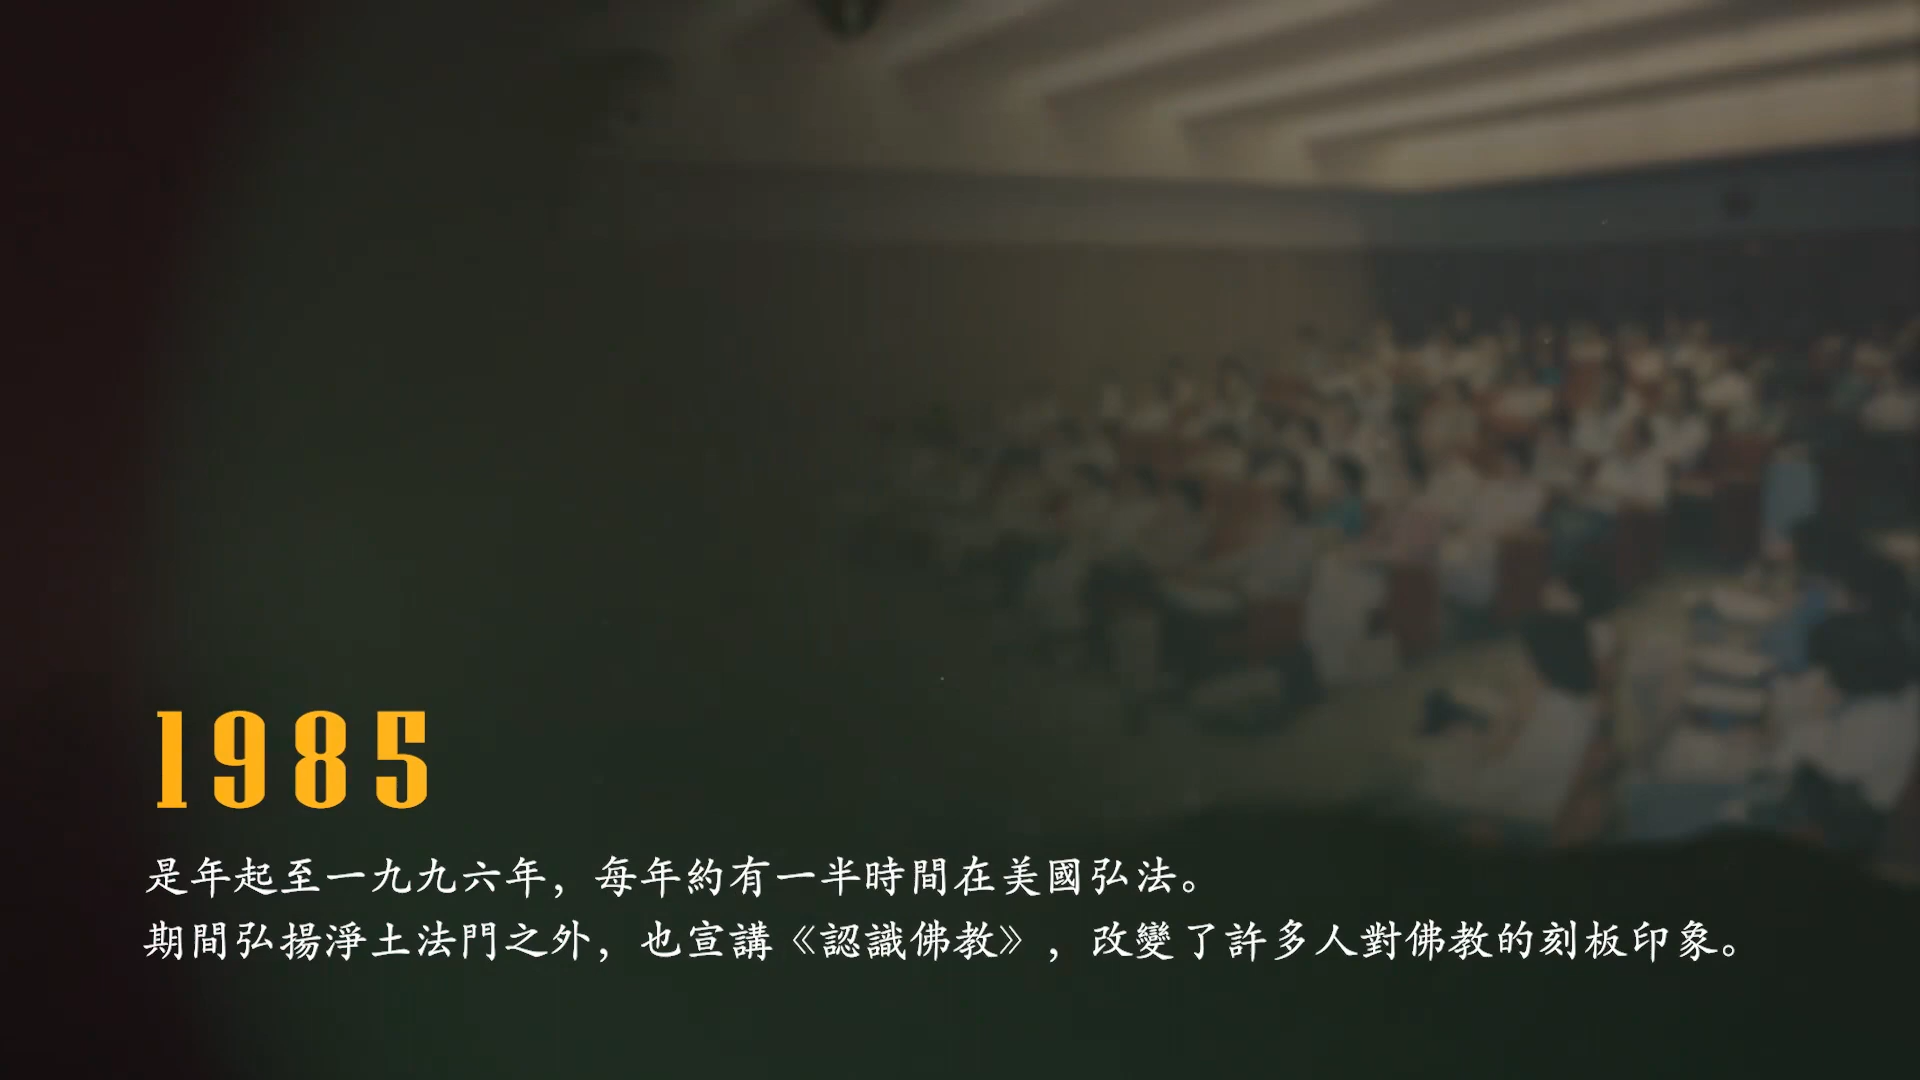 1985
是年起至一九九六年，每年約有一半時間在美國弘法。
期間弘揚淨土法門之外，也宣講《認識佛教》，改變了許多人對佛教的刻板印象。